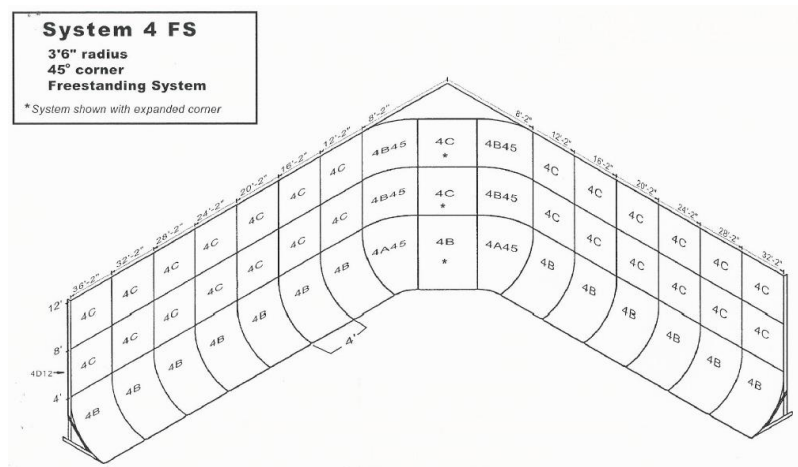 System 4 FS
3'6" radius
45° corner
Freestanding System
*System shown with expanded corner
36'-2" 32'-2" 28'-2" 24'-2" 20'-2" 16'-2" 12'-2" 8'-2"
8'-2" 12'-2" 16'-2" 20'-2" 24'-2" 28'-2" 32'-2"
12'
4C 4C 4C 4C 4C 4C 4C 4B45 4C * 4B45 4C 4C 4C 4C 4C 4C
8'
4C 4C 4C 4C 4C 4C 4C 4B45 4C * 4B45 4C 4C 4C 4C 4C 4C
4D12
4'
4B 4B 4B 4B 4B 4B 4B 4A45 4B * 4A45 4B 4B 4B 4B 4B 4B
4'